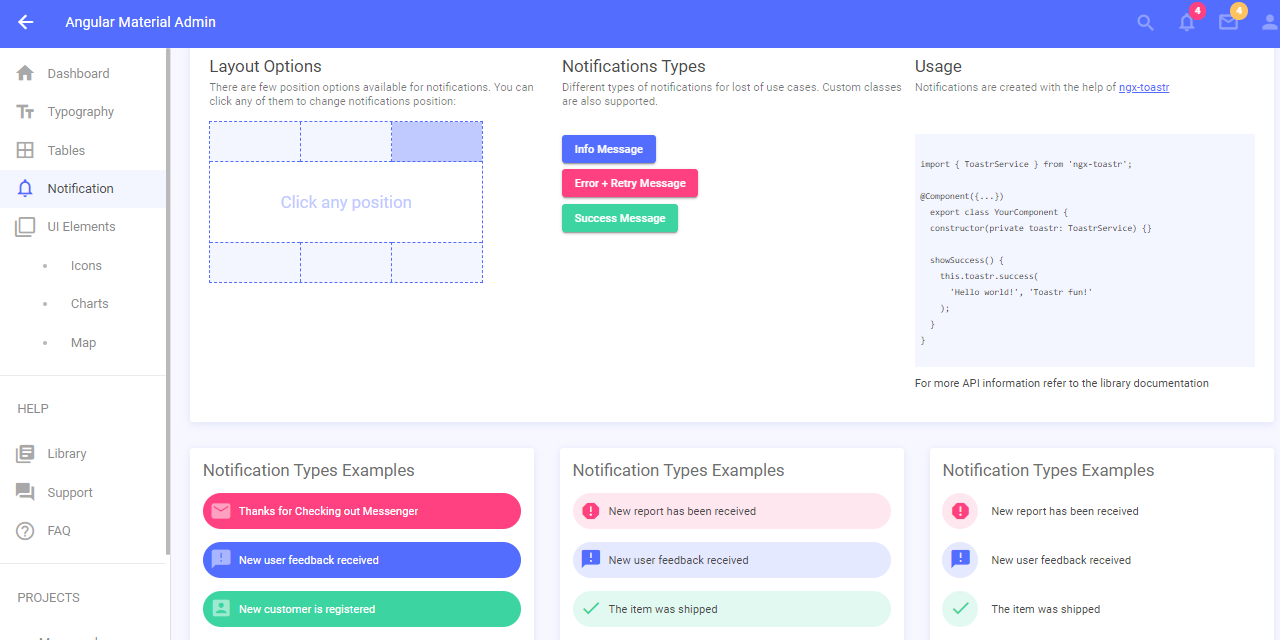 Angular Material Admin
4
4
Dashboard
Typography
Tables
Notification
UI Elements
Icons
Charts
Map
HELP
Library
Support
FAQ
PROJECTS
Layout Options
There are few position options available for notifications. You can
click any of them to change notifications position:
Click any position
Notifications Types
Different types of notifications for lost of use cases. Custom classes
are also supported.
Info Message
Error + Retry Message
Success Message
Usage
Notifications are created with the help of ngx-toastr
import { ToastrService } from 'ngx-toastr';
@Component({...})
export class YourComponent {
constructor(private toastr: ToastrService) {}
showSuccess() {
this.toastr.success(
'Hello world!', 'Toastr fun!'
);
}
}
For more API information refer to the library documentation
Notification Types Examples
Thanks for Checking out Messenger
New user feedback received
New customer is registered
Notification Types Examples
New report has been received
New user feedback received
The item was shipped
Notification Types Examples
New report has been received
New user feedback received
The item was shipped